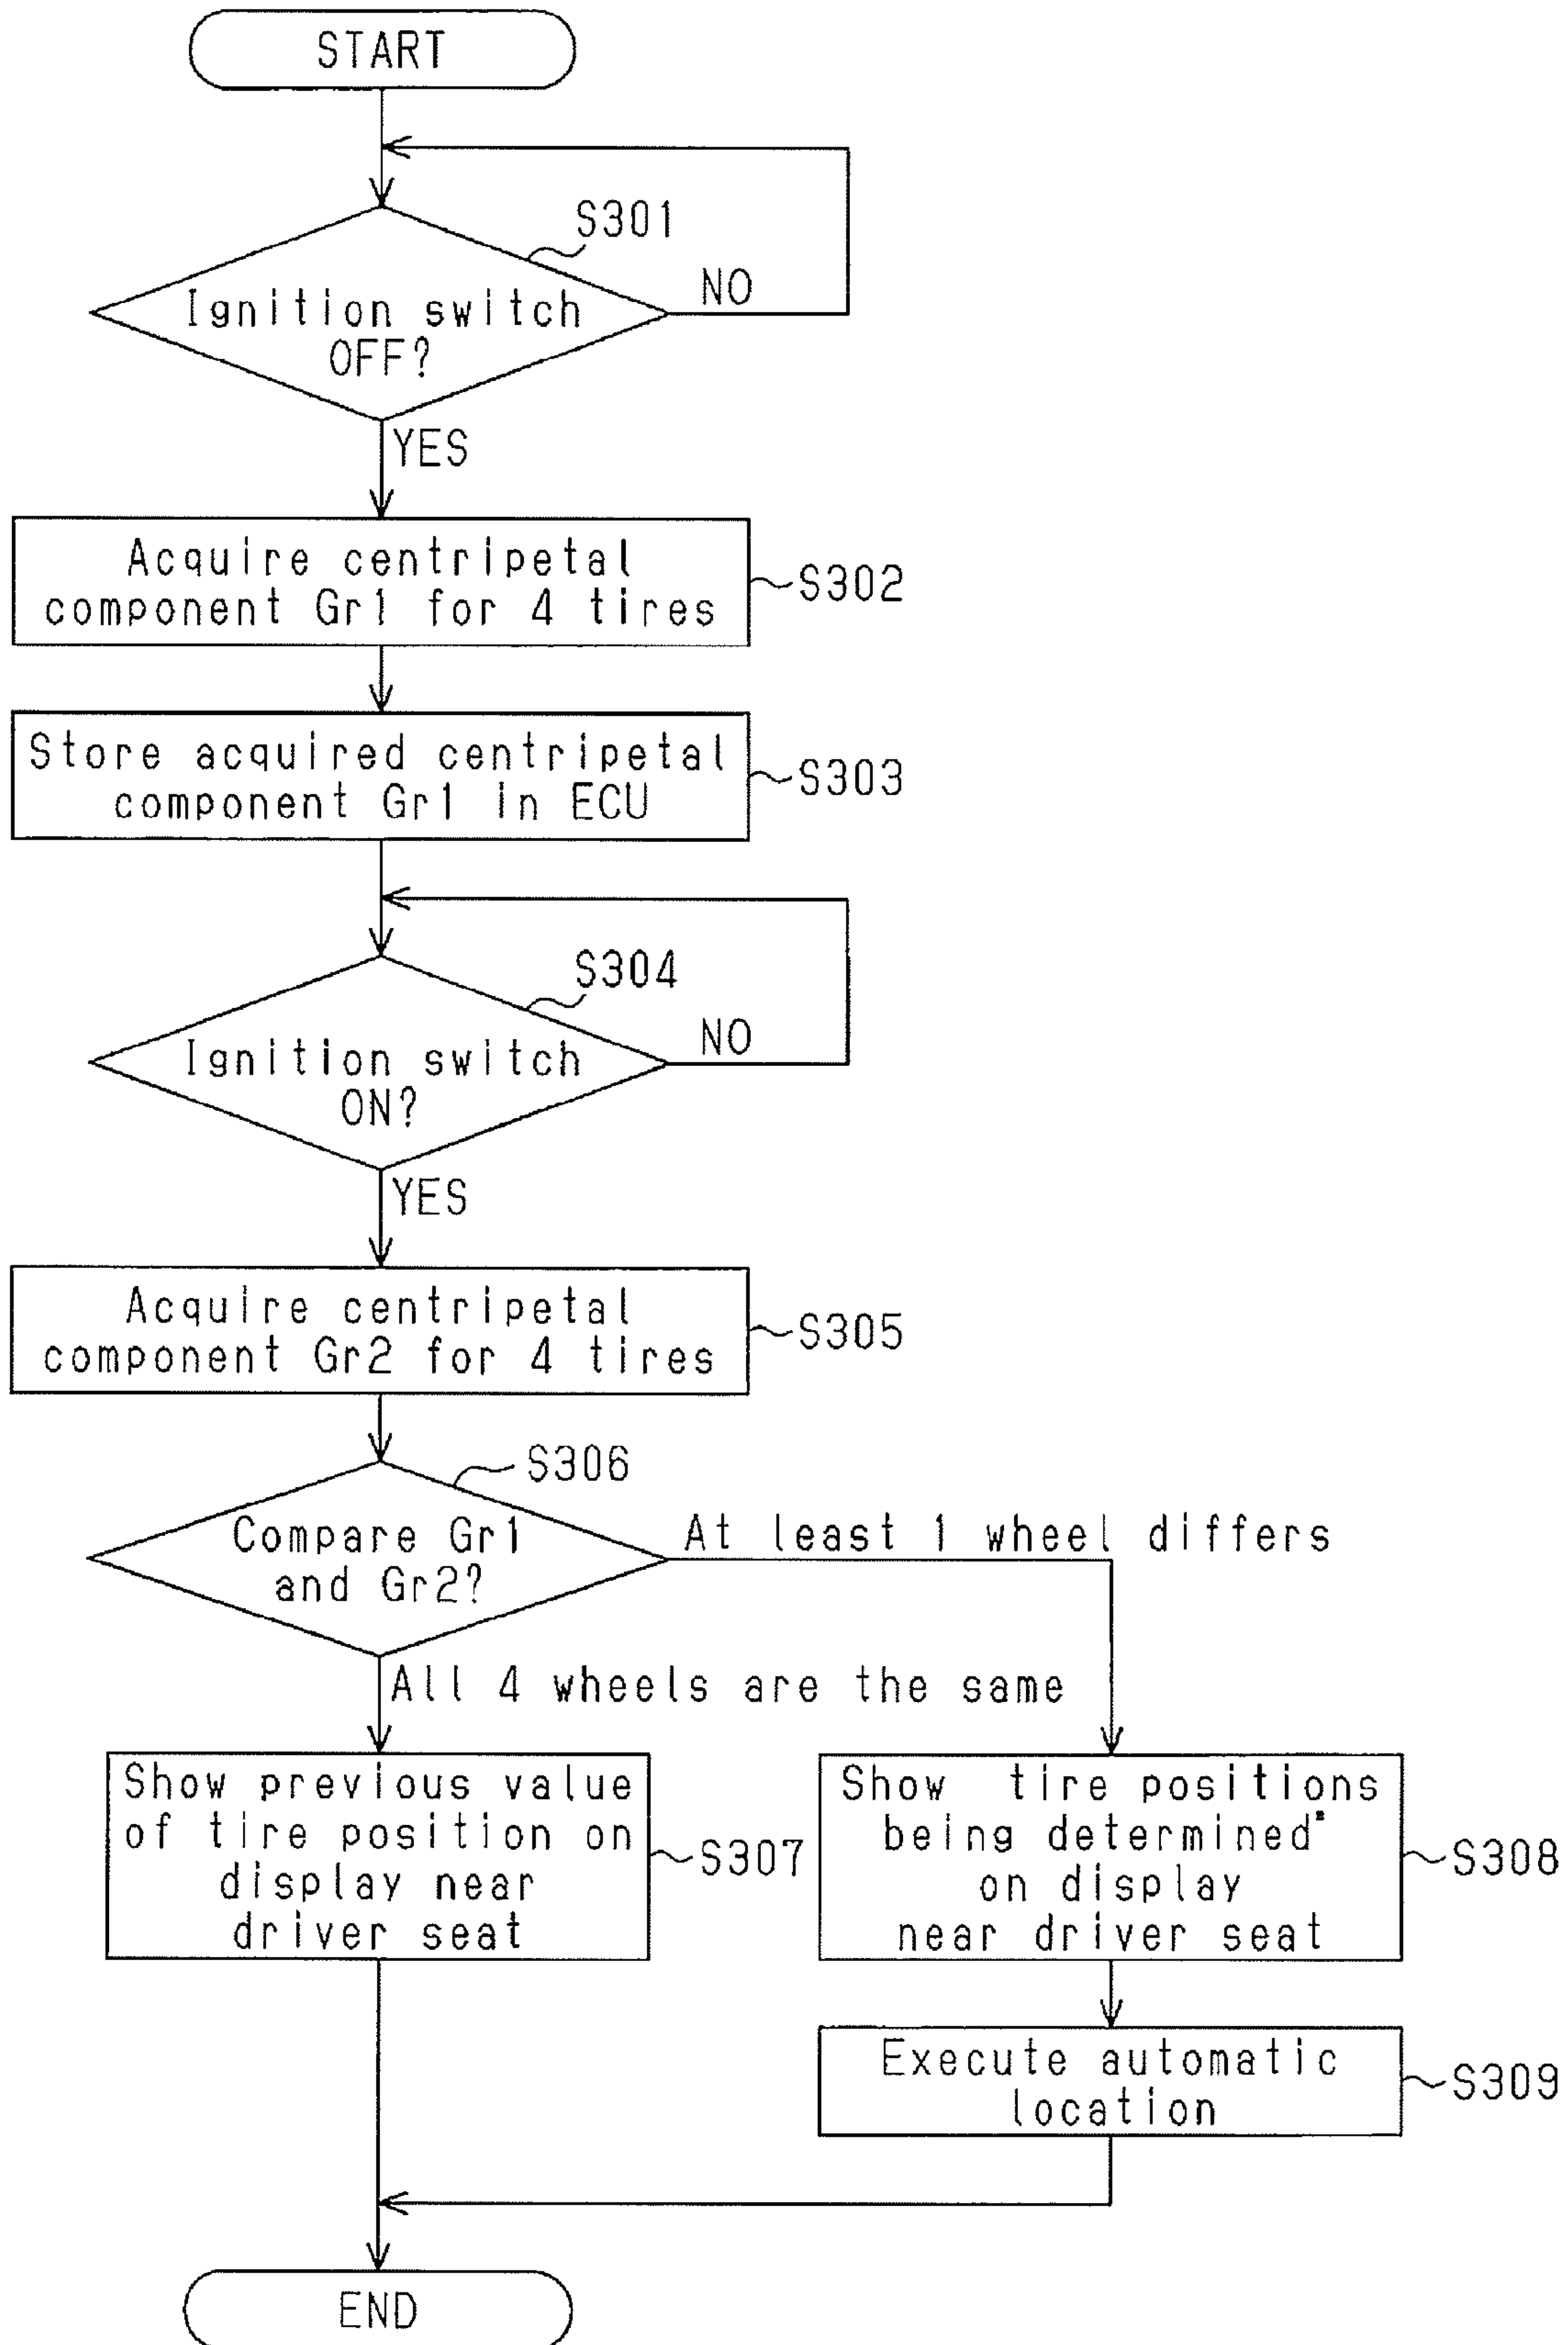 START
S301
Ignition switch
OFF?
NO
YES
Acquire centripetal
component Gr1 for 4 tires
S302
Store acquired centripetal
component Gr1 in ECU
S303
S304
Ignition switch
ON?
NO
YES
Acquire centripetal
component Gr2 for 4 tires
S305
S306
Compare Gr1
and Gr2?
At least 1 wheel differs
All 4 wheels are the same
Show previous value
of tire position on
display near
driver seat
S307
Show tire positions
being determined"
on display
near driver seat
S308
Execute automatic
location
S309
END